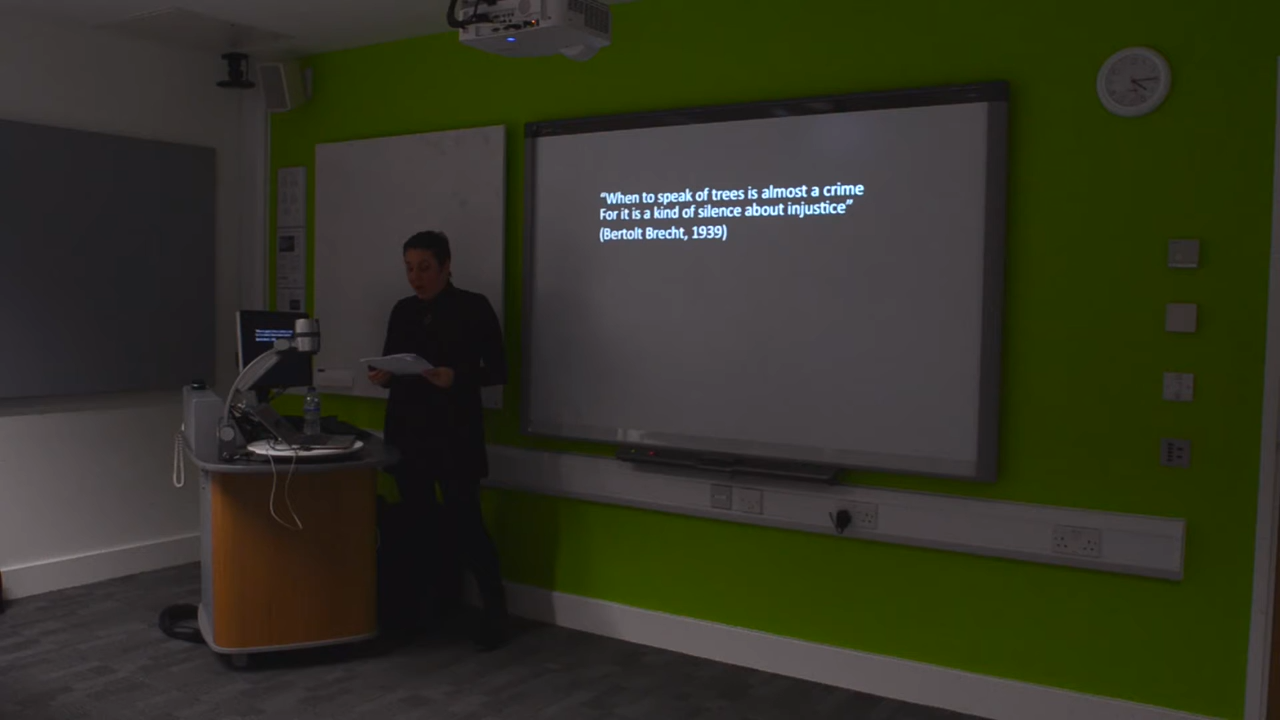 “When to speak of trees is almost a crime
For it is a kind of silence about injustice”
(Bertolt Brecht, 1939)